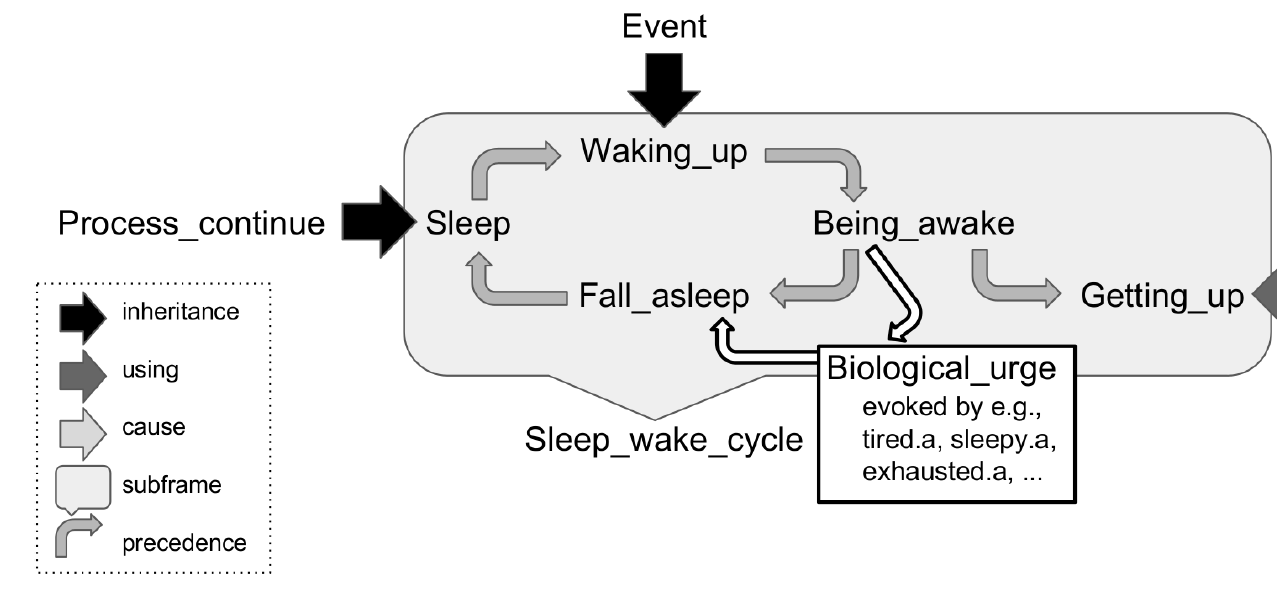 Event
Waking_up
Process_continue
Sleep
Being_awake
Fall_asleep
Getting_up
Biological_urge
evoked by e.g.,
tired.a, sleepy.a,
exhausted.a, ...
Sleep_wake_cycle
inheritance
using
cause
subframe
precedence